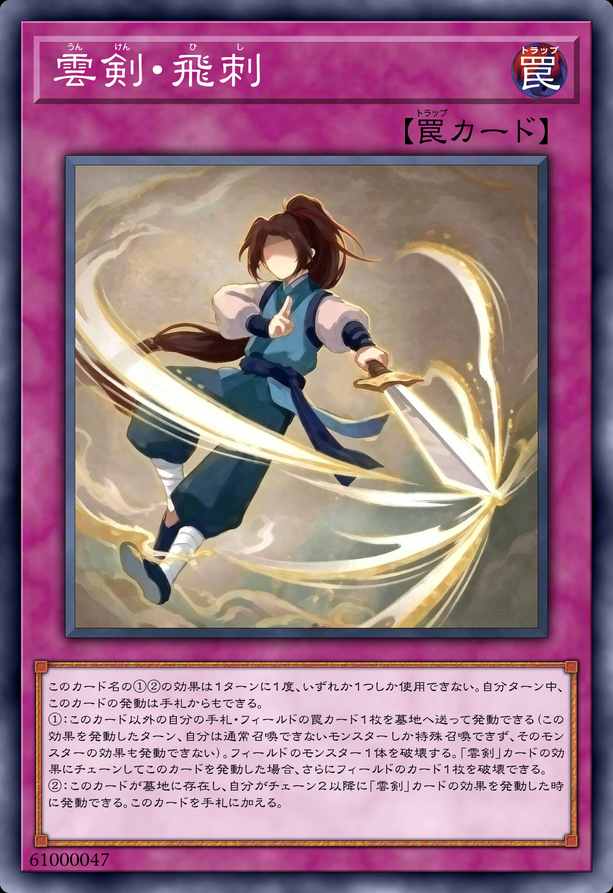 うん けん ひ し
雲剣・飛刺
トラップ
罠
トラップ
【罠カード】
このカード名の①②の効果は1ターンに1度、いずれか1つしか使用できない。自分ターン中、
このカードの発動は手札からもできる。
①：このカード以外の自分の手札・フィールドの罠カード1枚を墓地へ送って発動できる（この
効果を発動したターン、自分は通常召喚できないモンスターしか特殊召喚できず、そのモ
ンスターの効果も発動できない）。フィールドのモンスター1体を破壊する。「雲剣」カードの効
果にチェーンしてこのカードを発動した場合、さらにフィールドのカード1枚を破壊できる。
②：このカードが墓地に存在し、自分がチェーン2以降に「雲剣」カードの効果を発動した時
に発動できる。このカードを手札に加える。
61000047